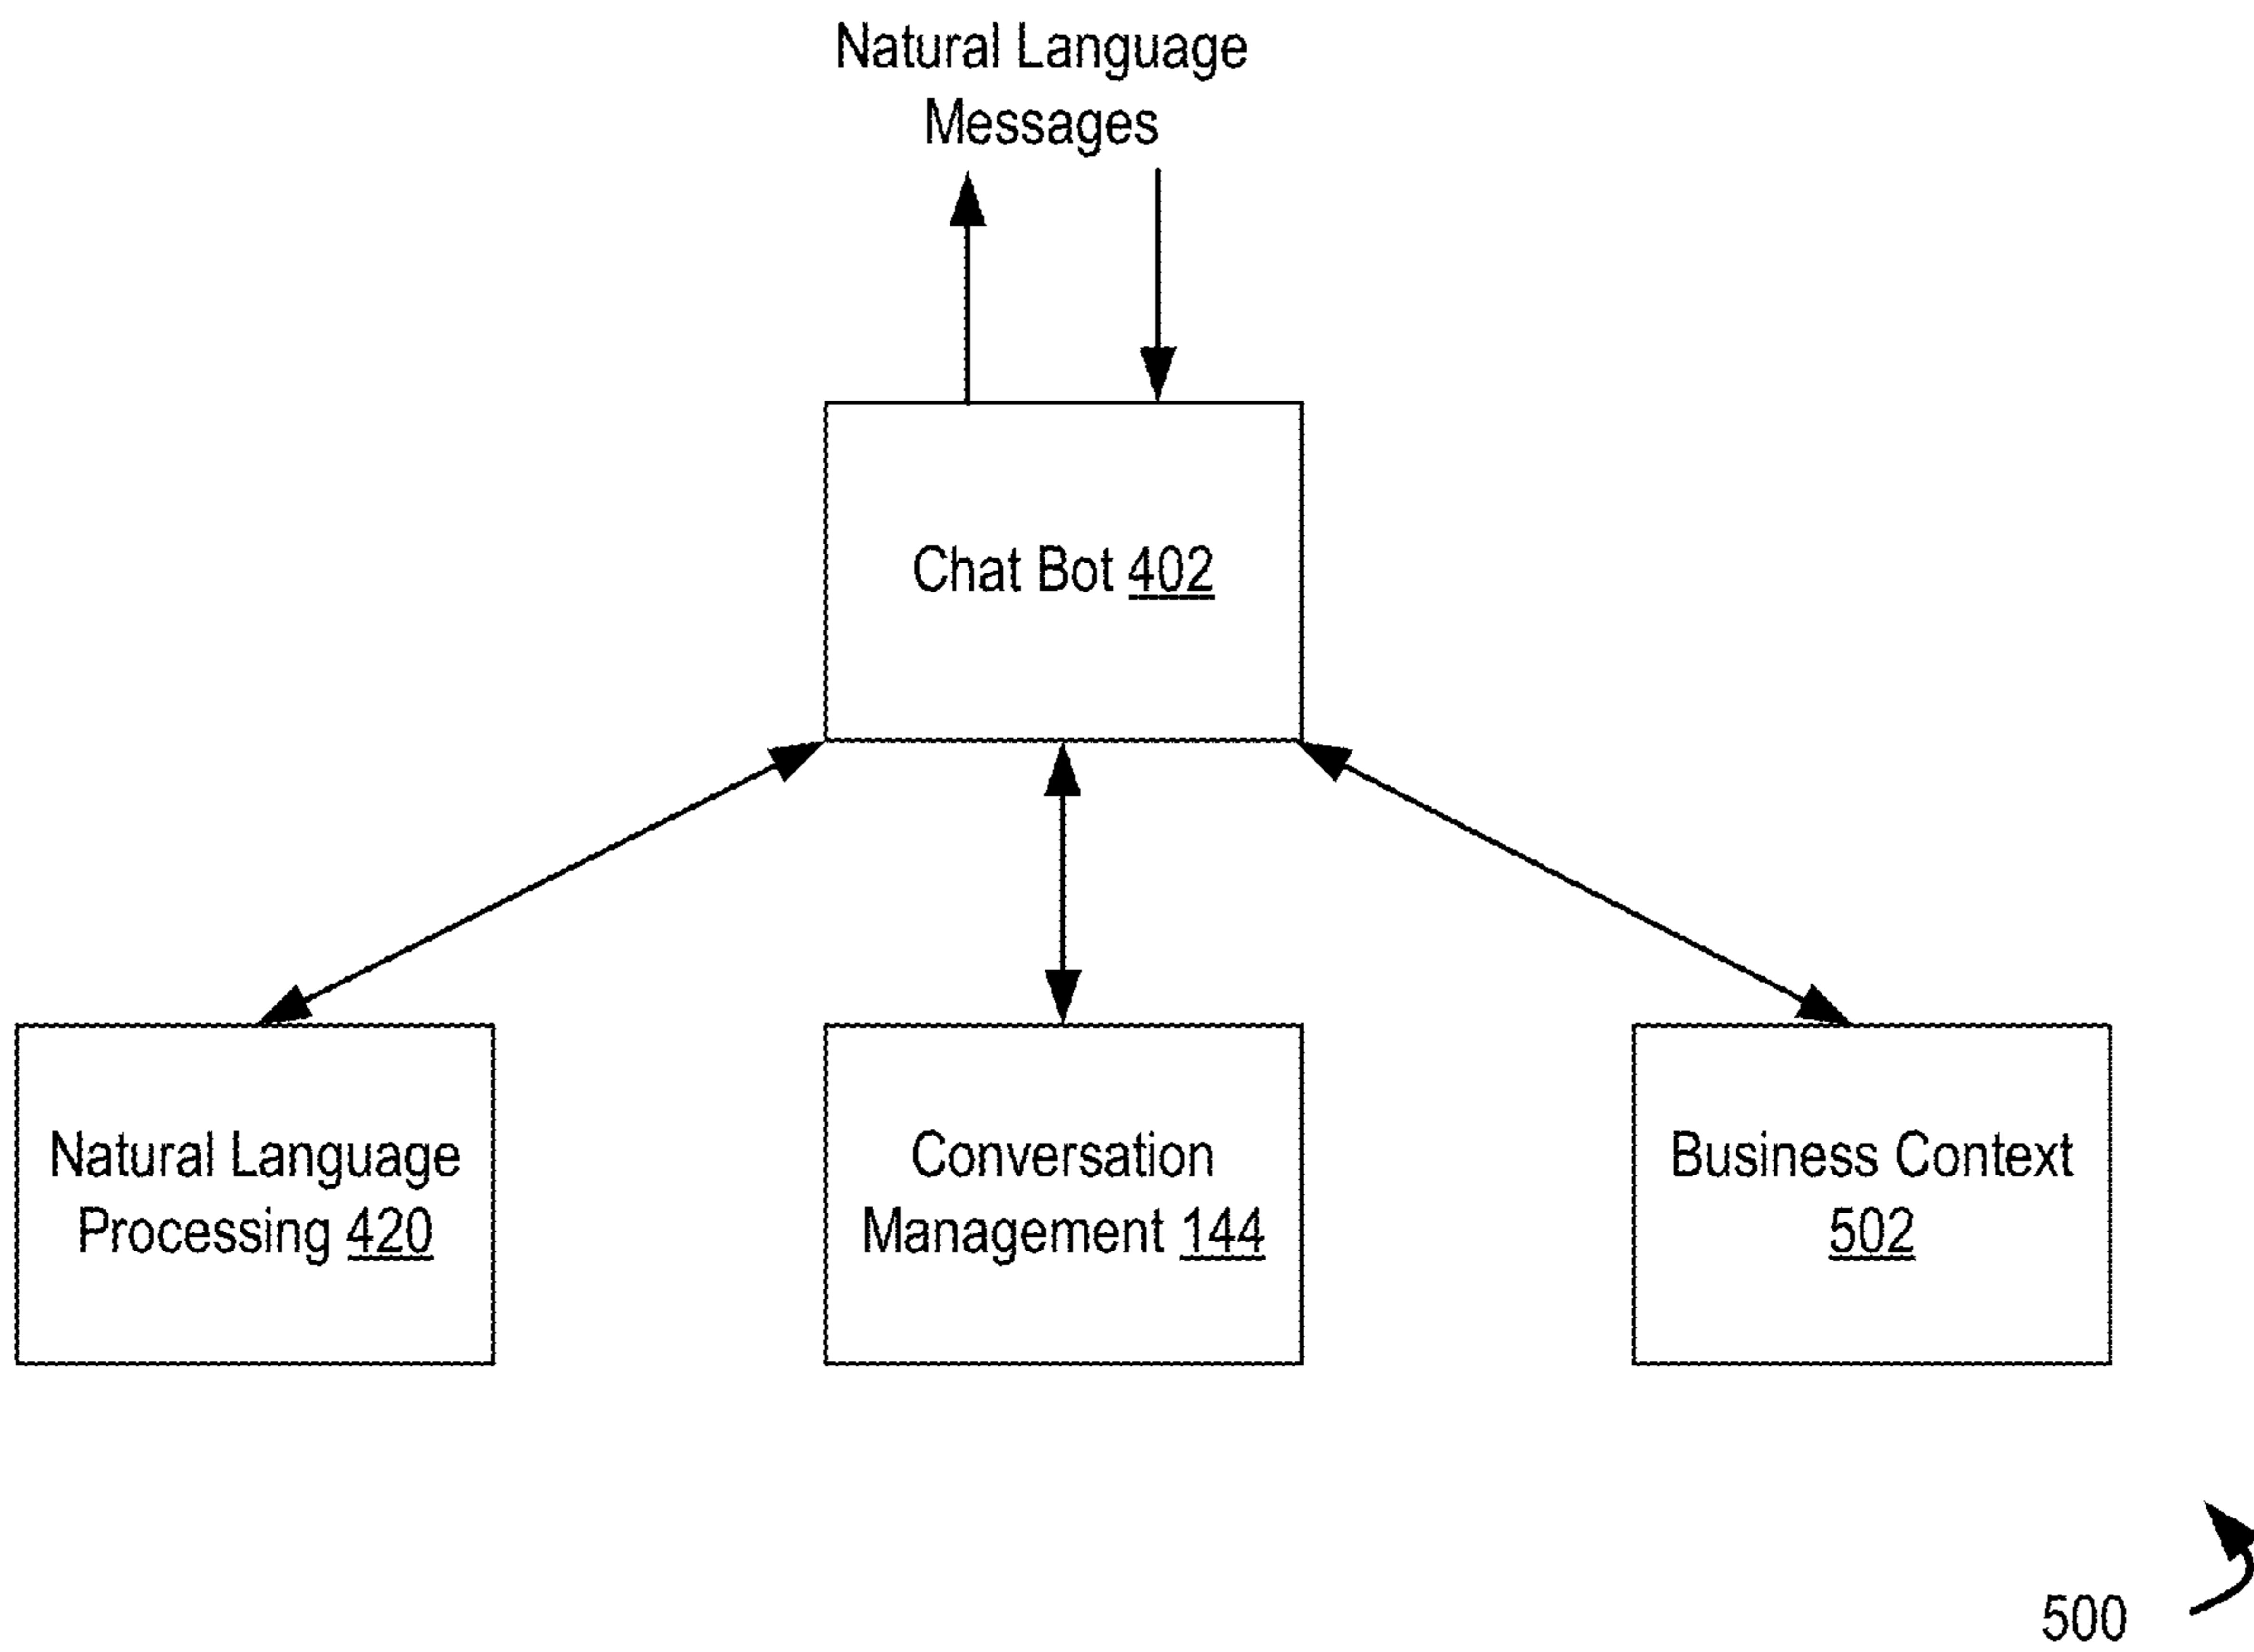 Natural Language
Messages
Chat Bot 402
Natural Language
Processing 420
Conversation
Management 144
Business Context
502
500